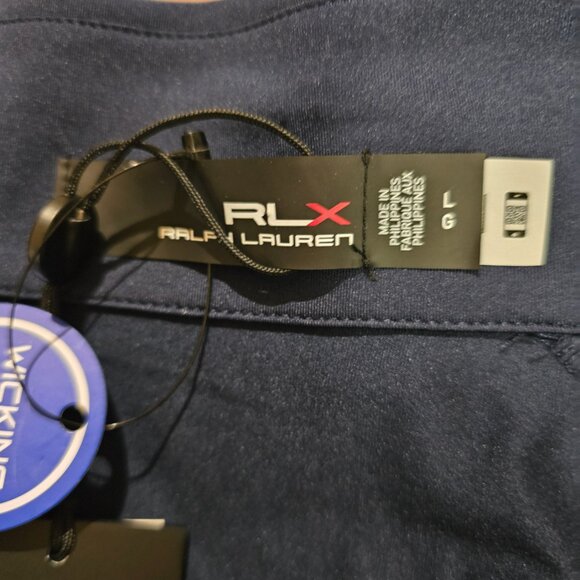 RLX
RALPH LAUREN
MADE IN
PHILIPPINES
FABRIQUÉ AUX
PHILIPPINES
L
G
WICKING